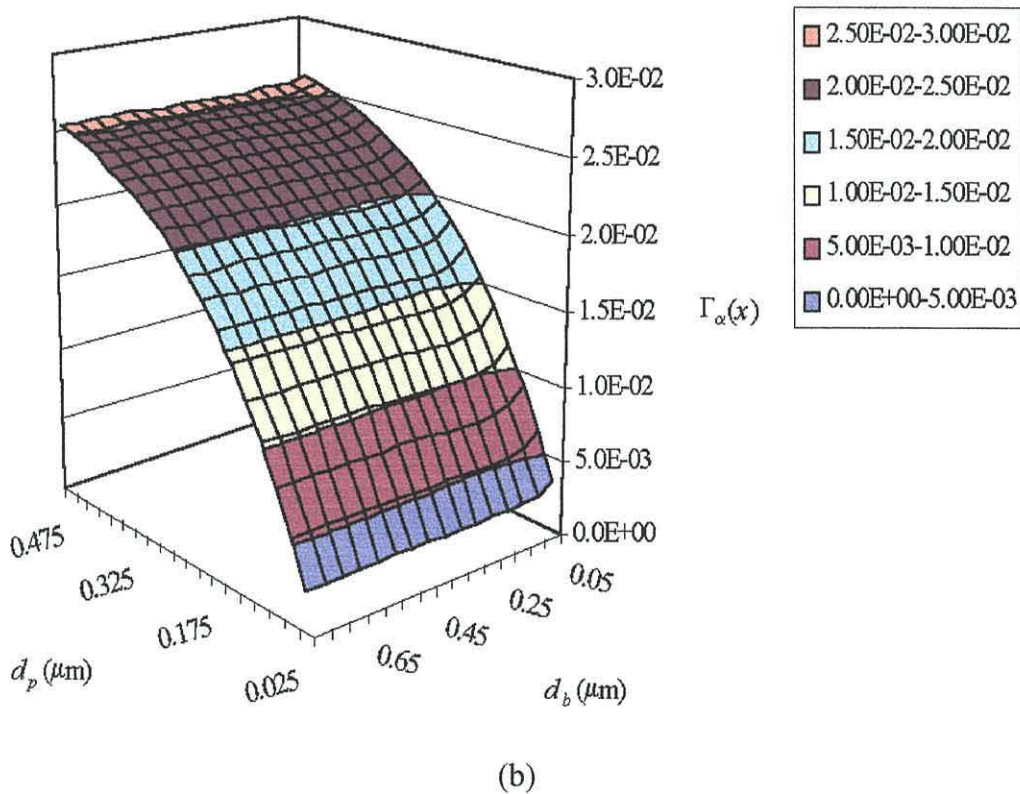 2.50E-02-3.00E-02
2.00E-02-2.50E-02
1.50E-02-2.00E-02
1.00E-02-1.50E-02
5.00E-03-1.00E-02
0.00E+00-5.00E-03
3.0E-02
2.5E-02
2.0E-02
1.5E-02
1.0E-02
5.0E-03
0.0E+00
Γα(x)
0.475
0.325
0.175
0.025
dp (μm)
0.05
0.25
0.45
0.65
db (μm)
(b)